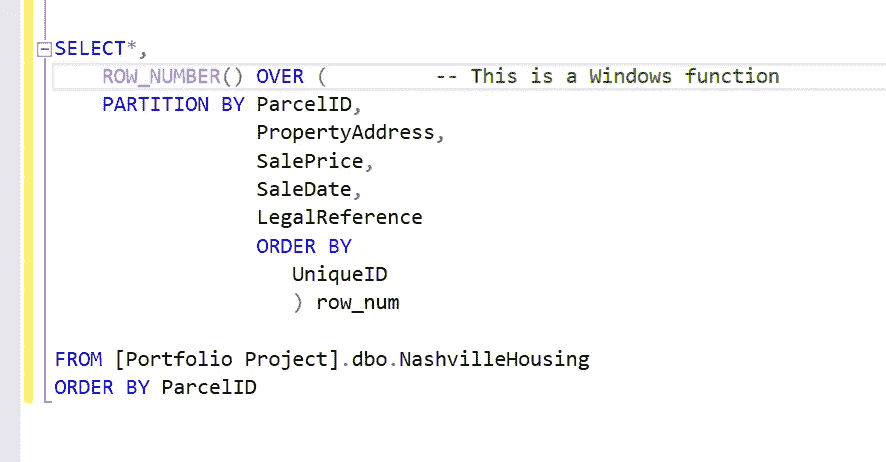 SELECT*,
ROW_NUMBER() OVER ( -- This is a Windows function
PARTITION BY ParcelID,
PropertyAddress,
SalePrice,
SaleDate,
LegalReference
ORDER BY
UniqueID
) row_num
FROM [Portfolio Project].dbo.NashvilleHousing
ORDER BY ParcelID